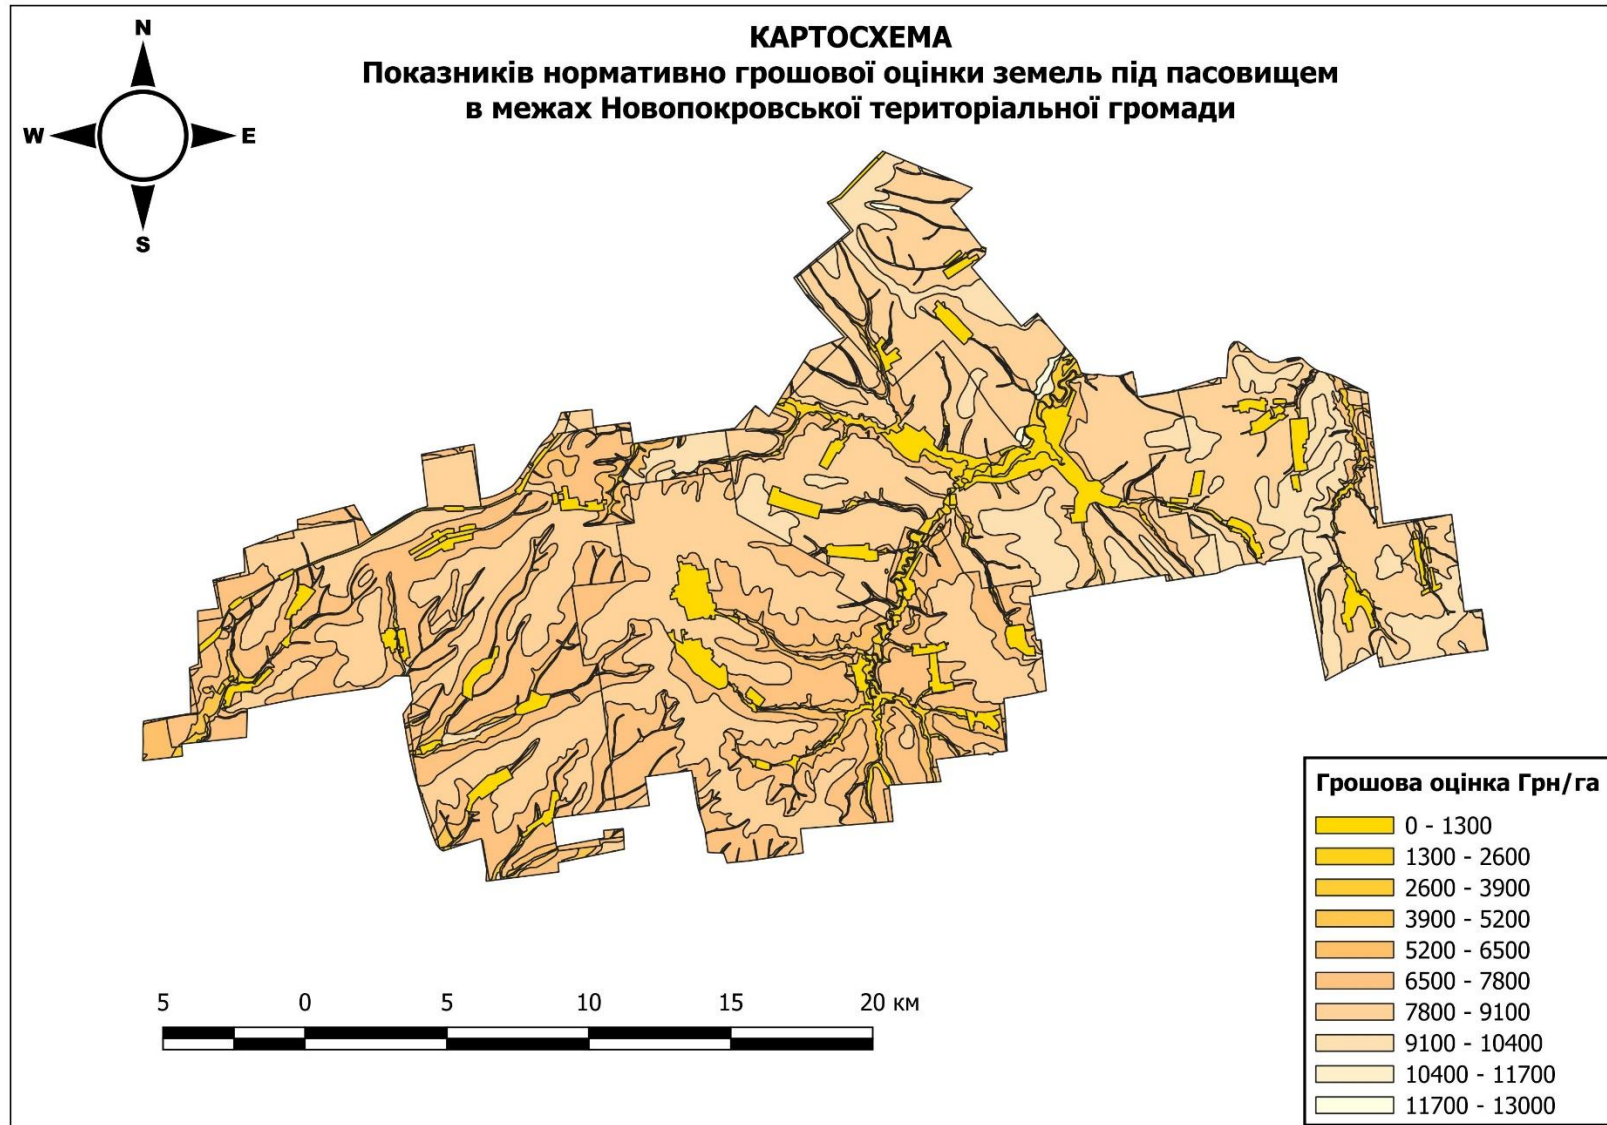 КАРТОСХЕМА
Показників нормативно грошової оцінки земель під пасовищем
в межах Новопокровської територіальної громади
N
W E
S
5 0 5 10 15 20 км
Грошова оцінка Грн/га
0 - 1300
1300 - 2600
2600 - 3900
3900 - 5200
5200 - 6500
6500 - 7800
7800 - 9100
9100 - 10400
10400 - 11700
11700 - 13000